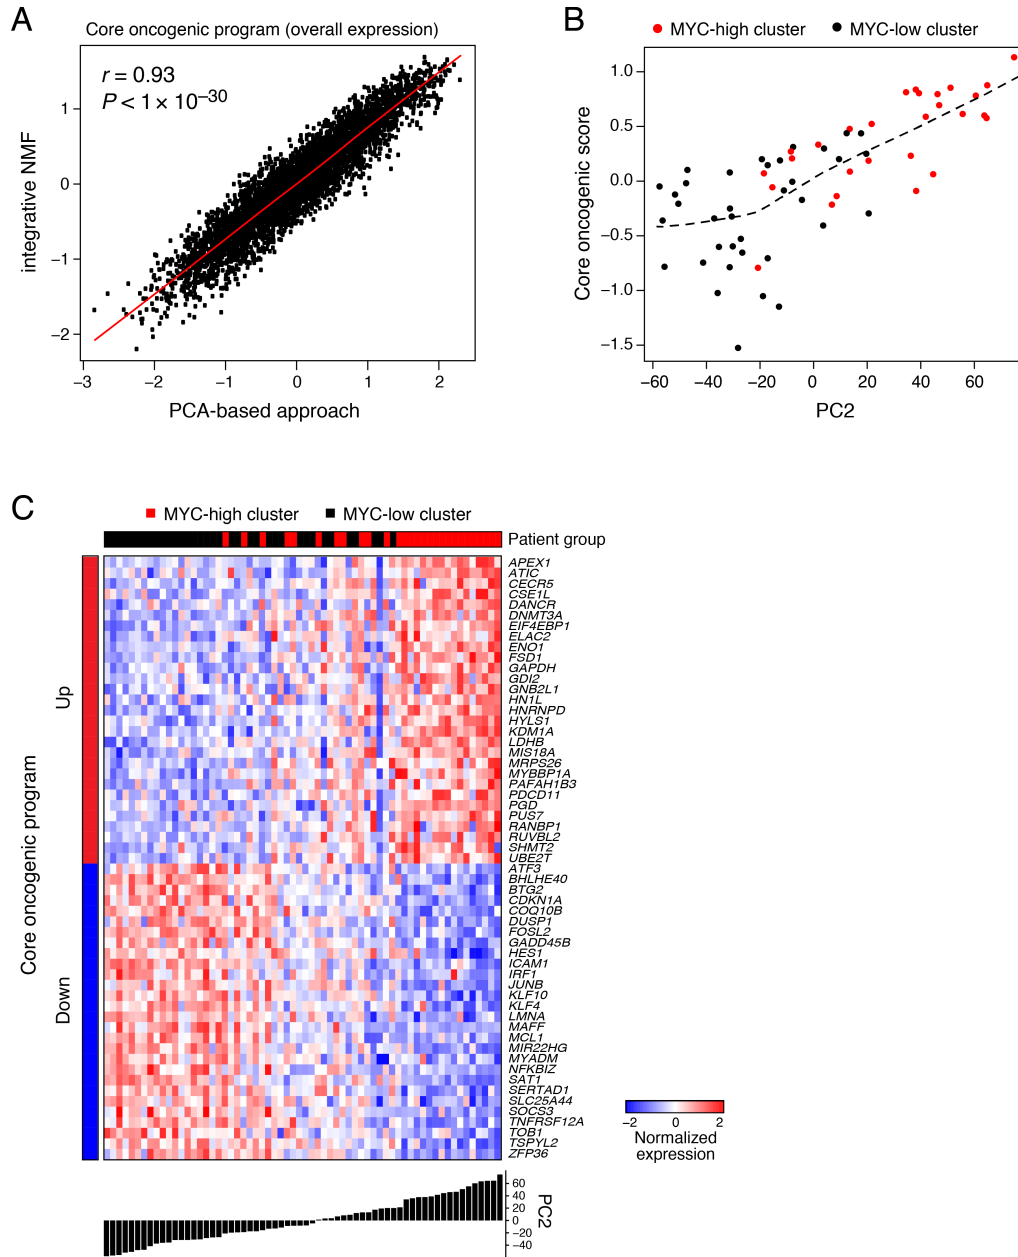 A
Core oncogenic program (overall expression)
r = 0.93
P < 1 × 10⁻³⁰
integrative NMF
1
0
−1
−2
−3
−2
−1
0
1
2
PCA-based approach
B
MYC-high cluster
MYC-low cluster
Core oncogenic score
1.0
0.5
0.0
−0.5
−1.0
−1.5
−60
−40
−20
0
20
40
60
PC2
C
MYC-high cluster
MYC-low cluster
Patient group
Core oncogenic program
Up
Down
APEX1
ATIC
CECR5
CSE1L
DANCR
DNMT3A
EIF4EBP1
ELAC2
ENO1
FSD1
GAPDH
GDI2
GNB2L1
HN1L
HNRNPD
HYLS1
KDM1A
LDHB
MIS18A
MRPS26
MYBBP1A
PAFAH1B3
PDCD11
PGD
PUS7
RANBP1
RUVBL2
SHMT2
UBE2T
ATF3
BHLHE40
BTG2
CDKN1A
COQ10B
DUSP1
FOSL2
GADD45B
HES1
ICAM1
IRF1
JUNB
KLF10
KLF4
LMNA
MAFF
MCL1
MIR22HG
MYADM
NFKBIZ
SAT1
SERTAD1
SLC25A44
SOCS3
TNFRSF12A
TOB1
TSPYL2
ZFP36
−2
0
2
Normalized
expression
60
40
20
0
−20
−40
PC2